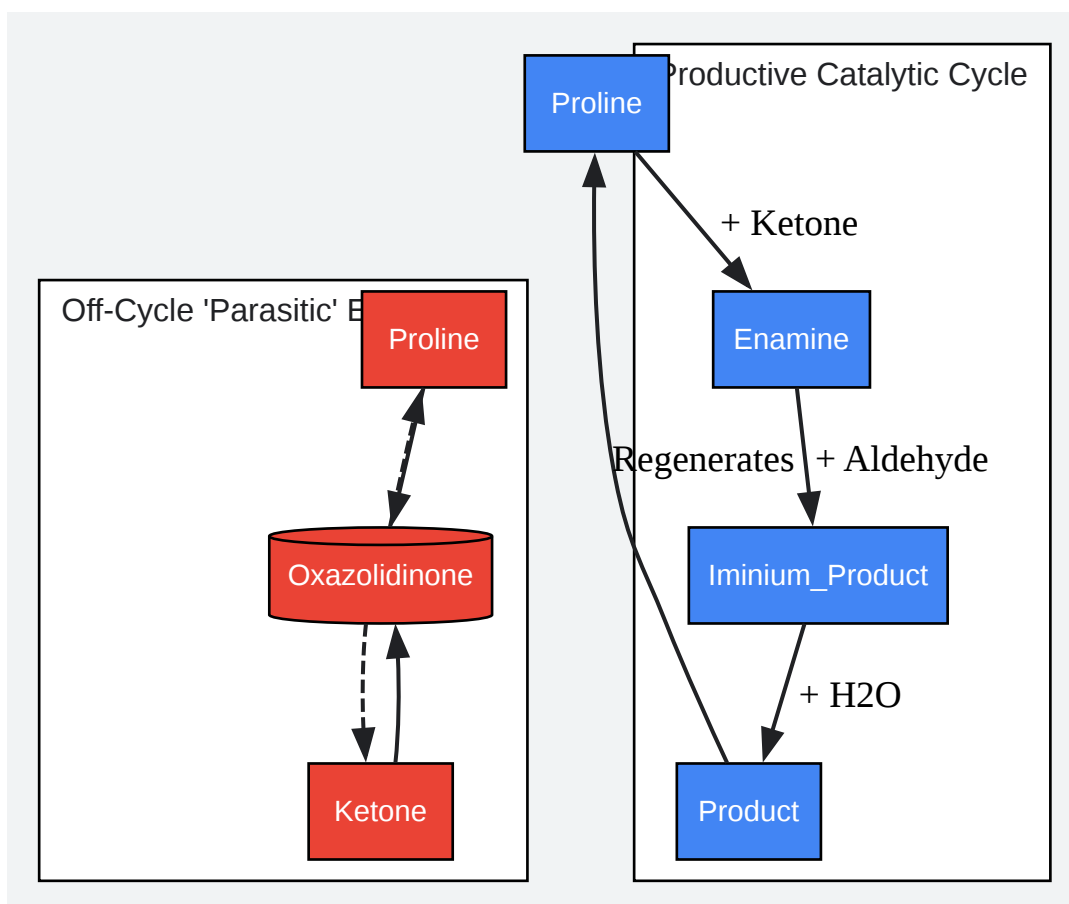 Proline
Productive Catalytic Cycle
+ Ketone
Off-Cycle 'Parasitic'
Proline
Enamine
Regenerates
+ Aldehyde
Oxazolidinone
Iminium_Product
+ H2O
Ketone
Product